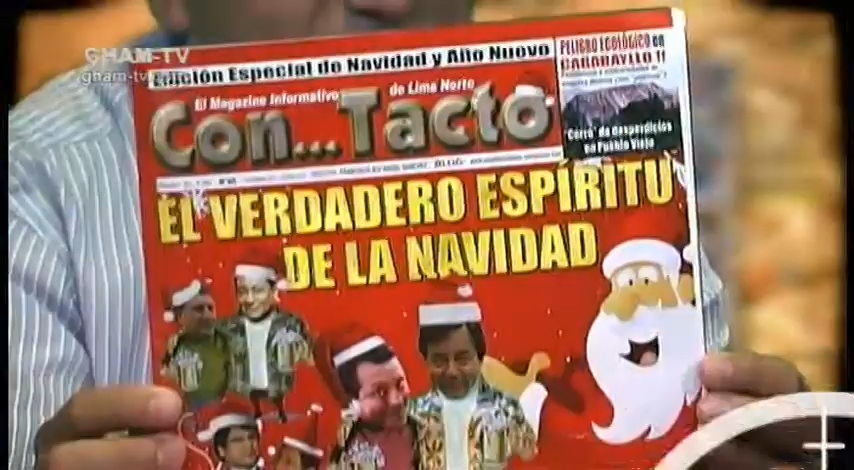 GHAM-TV
gham-tv
Edición Especial de Navidad y Año Nuevo
El Magazine Informativo de Lima Norte
Con... Tacto
PELIGRO ECOLÓGICO en
CARABAYLLO !!
"Cerro" de desperdicios
en Pueblo Viejo
EL VERDADERO ESPÍRITU
DE LA NAVIDAD